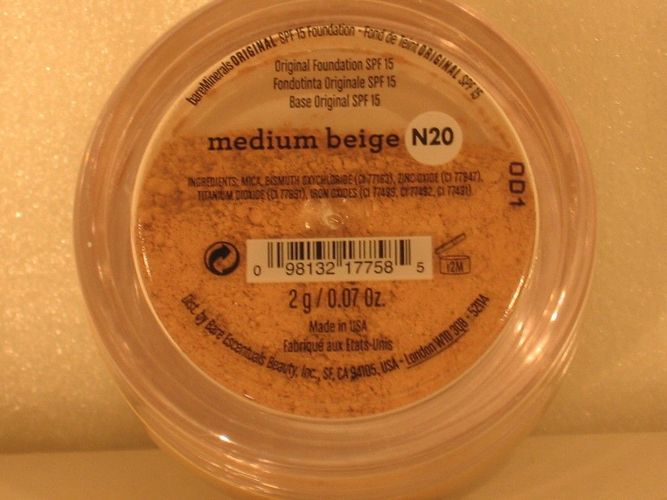 bareMinerals ORIGINAL SPF 15 Foundation - Fond de Teint ORIGINAL SPF 15
Original Foundation SPF 15
Fondotinta Originale SPF 15
Base Original SPF 15
medium beige N20
INGREDIENTS: MICA, BISMUTH OXYCHLORIDE (CI 77163), ZINC OXIDE (CI 77947),
TITANIUM DIOXIDE (CI 77891), IRON OXIDES (CI 77499, CI 77492, CI 77491).
001
0 98132 17758 5
12M
2 g / 0.07 Oz.
Made in USA
Fabriqué aux Etats-Unis
Dist. by Bare Escentuals Beauty, Inc., SF, CA 94105, USA - London W1D 3QB - 5204